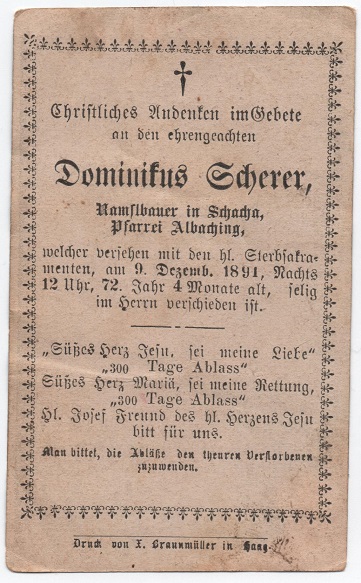 Christliches Andenken im Gebete
an den ehrengeachten
Dominikus Scherer,
Ramslbauer in Schacha,
Pfarrei Albaching,
welcher versehen mit den hl. Sterbsakra-
menten, am 9. Dezemb. 1891, Nachts
12 Uhr, 72. Jahr 4 Monate alt, selig
im Herrn verschieden ist.
„Süßes Herz Jesu, sei meine Liebe"
„300 Tage Ablass"
Süßes Herz Mariä, sei meine Rettung,
„300 Tage Ablass"
Hl. Josef Freund des hl. Herzens Jesu
bitt für uns.
Man bittet, die Abläße den theuren Verstorbenen
zuzuwenden.
Druck von X. Braunmüller in Haag.